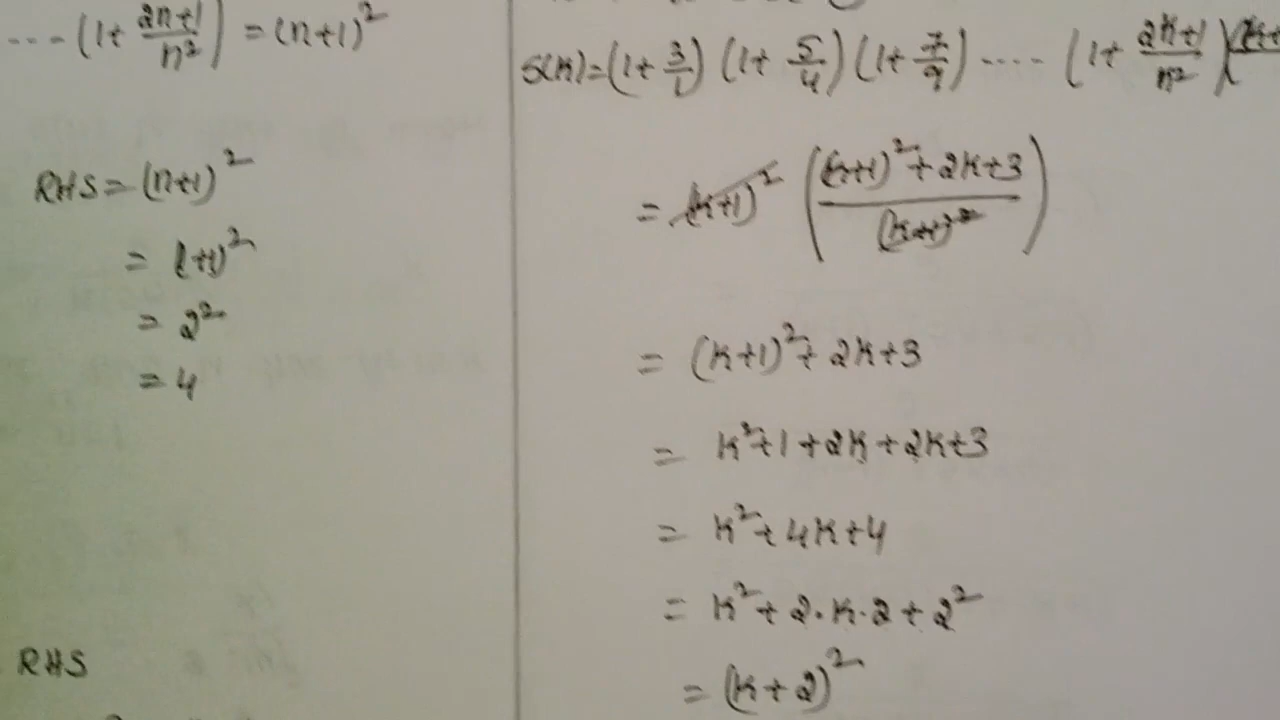 ---- (1+ 2n+1/n²) = (n+1)²
RHS = (n+1)²
= (1+1)²
= 2²
= 4
RHS
S(K)=(1+ 3/1) (1+ 5/4) (1+ 7/9) ---- (1+ 2K+1/n²)
= (K+1)² ((K+1)²+2K+3/(K+1)²)
= (K+1)²+ 2K+3
= K²+1+2K+2K+3
= K²+4K+4
= K²+2.K.2+2²
= (K+2)²